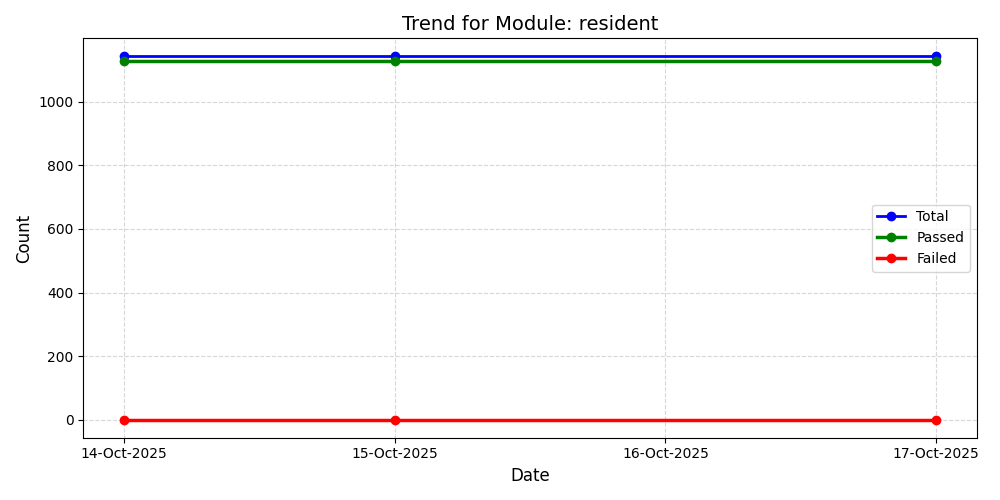 Trend for Module: resident
Count
1000
800
600
400
200
0
Total
Passed
Failed
14-Oct-2025
15-Oct-2025
16-Oct-2025
17-Oct-2025
Date